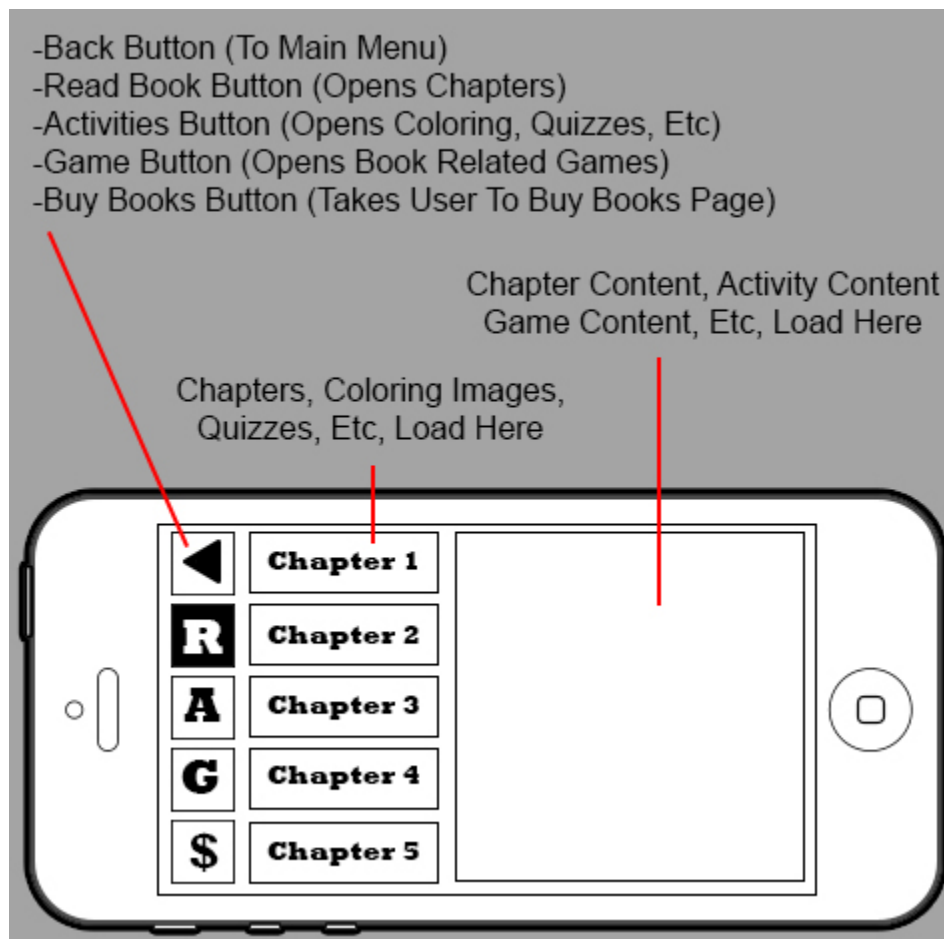 -Back Button (To Main Menu)
-Read Book Button (Opens Chapters)
-Activities Button (Opens Coloring, Quizzes, Etc)
-Game Button (Opens Book Related Games)
-Buy Books Button (Takes User To Buy Books Page)
Chapter Content, Activity Content
Game Content, Etc, Load Here
Chapters, Coloring Images,
Quizzes, Etc, Load Here
Chapter 1
R
Chapter 2
A
Chapter 3
G
Chapter 4
$
Chapter 5